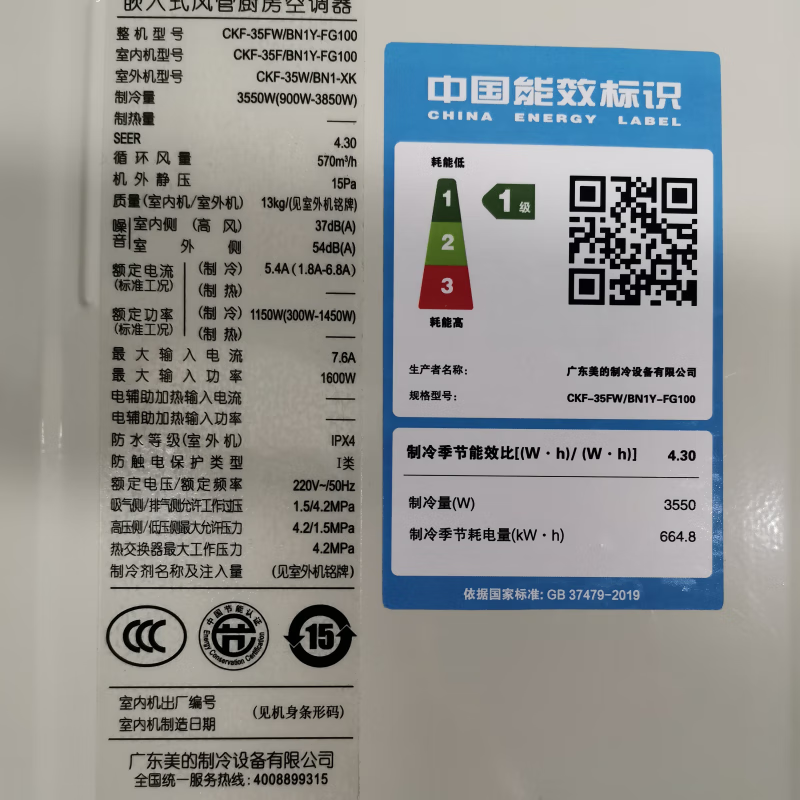 嵌入式风管厨房空调器
整机型号 CKF-35FW/BN1Y-FG100
室内机型号 CKF-35F/BN1Y-FG100
室外机型号 CKF-35W/BN1-XK
制冷量 3550W(900W-3850W)
制热量 ——
SEER 4.30
循环风量 570m³/h
机外静压 15Pa
质量(室内机/室外机) 13kg/(见室外机铭牌)
噪音 室内侧 (高风) 37dB(A)
室外侧 54dB(A)
额定电流 (标准工况) (制冷) 5.4A(1.8A-6.8A)
(制热) ——
额定功率 (标准工况) (制冷) 1150W(300W-1450W)
(制热) ——
最大输入电流 7.6A
最大输入功率 1600W
电辅助加热输入电流 ——
电辅助加热输入功率 ——
防水等级(室外机) IPX4
防触电保护类型 I类
额定电压/额定频率 220V~/50Hz
吸气侧/排气侧允许工作过压 1.5/4.2MPa
高压侧/低压侧最大允许压力 4.2/1.5MPa
热交换器最大工作压力 4.2MPa
制冷剂名称及注入量 (见室外机铭牌)
CCC
中国节能认证
Energy Conservation Certification
15
室内机出厂编号
室内机制造日期
(见机身条形码)
广东美的制冷设备有限公司
全国统一服务热线:4008899315
中国能效标识
CHINA ENERGY LABEL
耗能低
1
2
3
耗能高
1级
生产者名称: 广东美的制冷设备有限公司
规格型号: CKF-35FW/BN1Y-FG100
制冷季节能效比[(W·h)/(W·h)] 4.30
制冷量(W) 3550
制冷季节耗电量(kW·h) 664.8
依据国家标准: GB 37479-2019